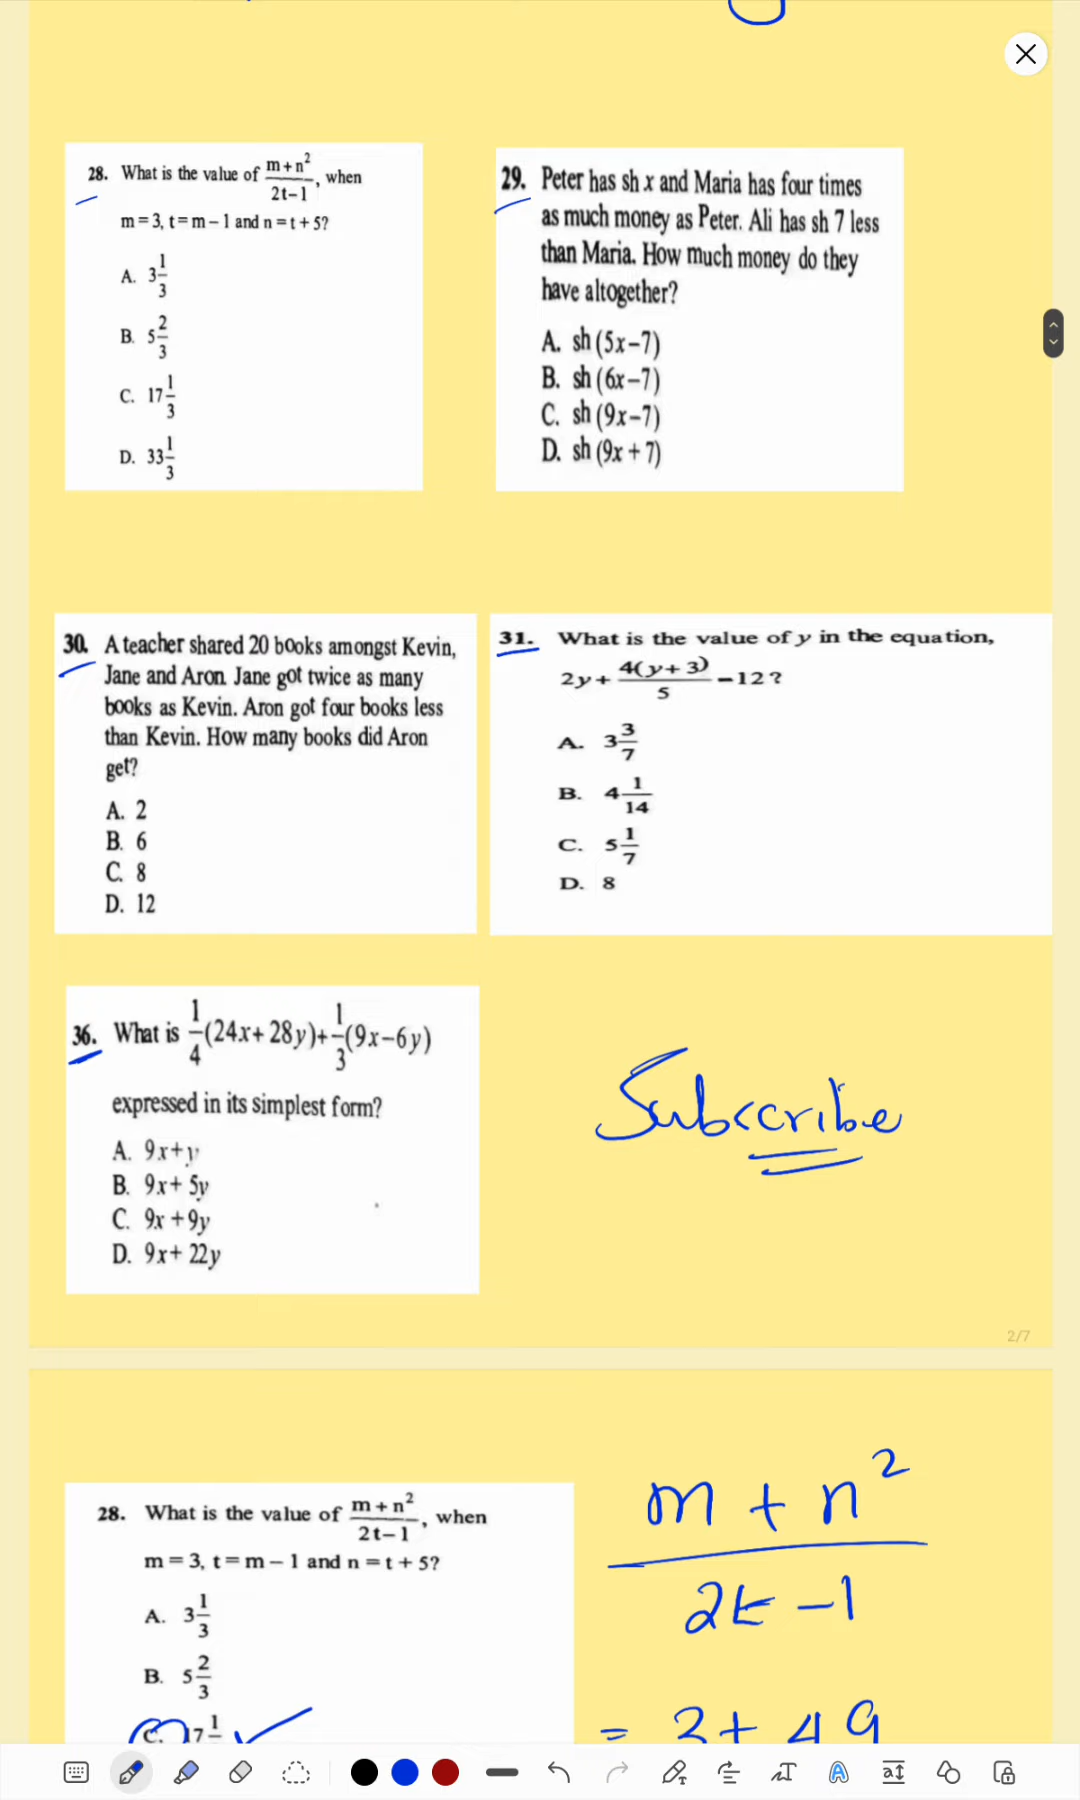 28. What is the value of m+n²/2t−1, when
m=3, t=m−1 and n=t+5?
A. 3 1/3
B. 5 2/3
C. 17 1/3
D. 33 1/3
29. Peter has sh x and Maria has four times
as much money as Peter. Ali has sh 7 less
than Maria. How much money do they
have altogether?
A. sh (5x−7)
B. sh (6x−7)
C. sh (9x−7)
D. sh (9x+7)
30. A teacher shared 20 books amongst Kevin,
Jane and Aron. Jane got twice as many
books as Kevin. Aron got four books less
than Kevin. How many books did Aron
get?
A. 2
B. 6
C. 8
D. 12
31. What is the value of y in the equation,
2y+ 4(y+3)/5 −12?
A. 3 3/7
B. 4 1/14
C. 5 1/7
D. 8
36. What is 1/4(24x+28y)+1/3(9x−6y)
expressed in its simplest form?
A. 9x+y
B. 9x+5y
C. 9x+9y
D. 9x+22y
Subscribe
2/7
28. What is the value of m+n²/2t−1, when
m=3, t=m−1 and n=t+5?
A. 3 1/3
B. 5 2/3
C. 17 1
m + n²
2t −1
= 3 + 49